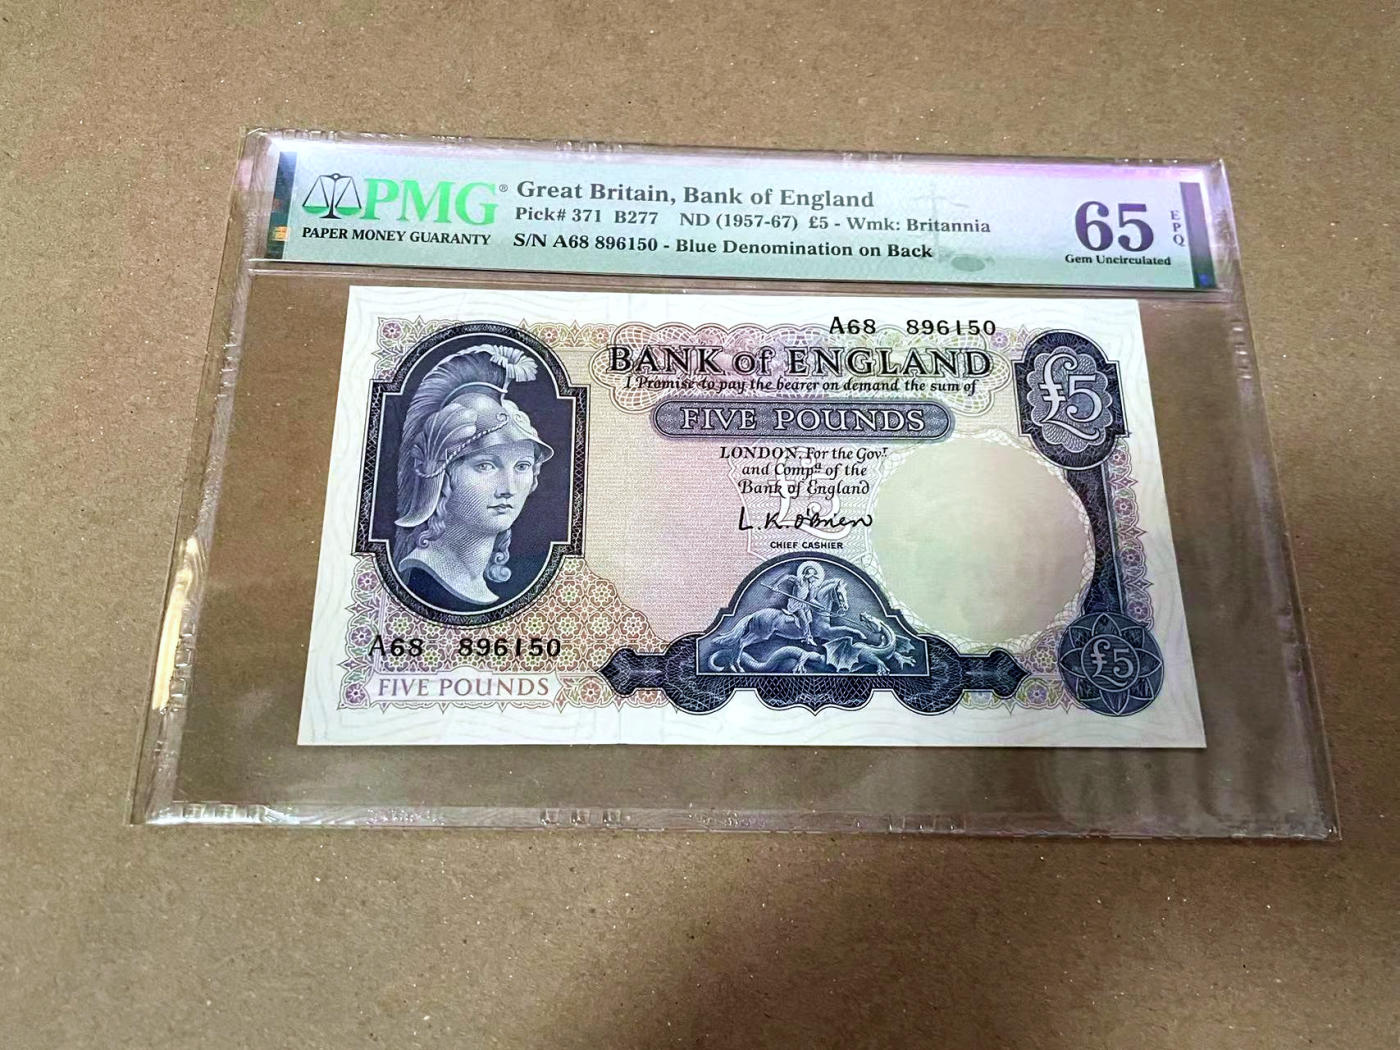 PMG®
PAPER MONEY GUARANTY
Great Britain, Bank of England
Pick# 371 B277 ND (1957-67) £5 - Wmk: Britannia
S/N A68 896150 - Blue Denomination on Back
65
EPQ
Gem Uncirculated
A68 896150
BANK of ENGLAND
I Promise to pay the bearer on demand the sum of
FIVE POUNDS
£5
LONDON, For the Govr.
and Compa. of the
Bank of England
£5
L.K. O'Brien
CHIEF CASHIER
A68 896150
FIVE POUNDS
£5